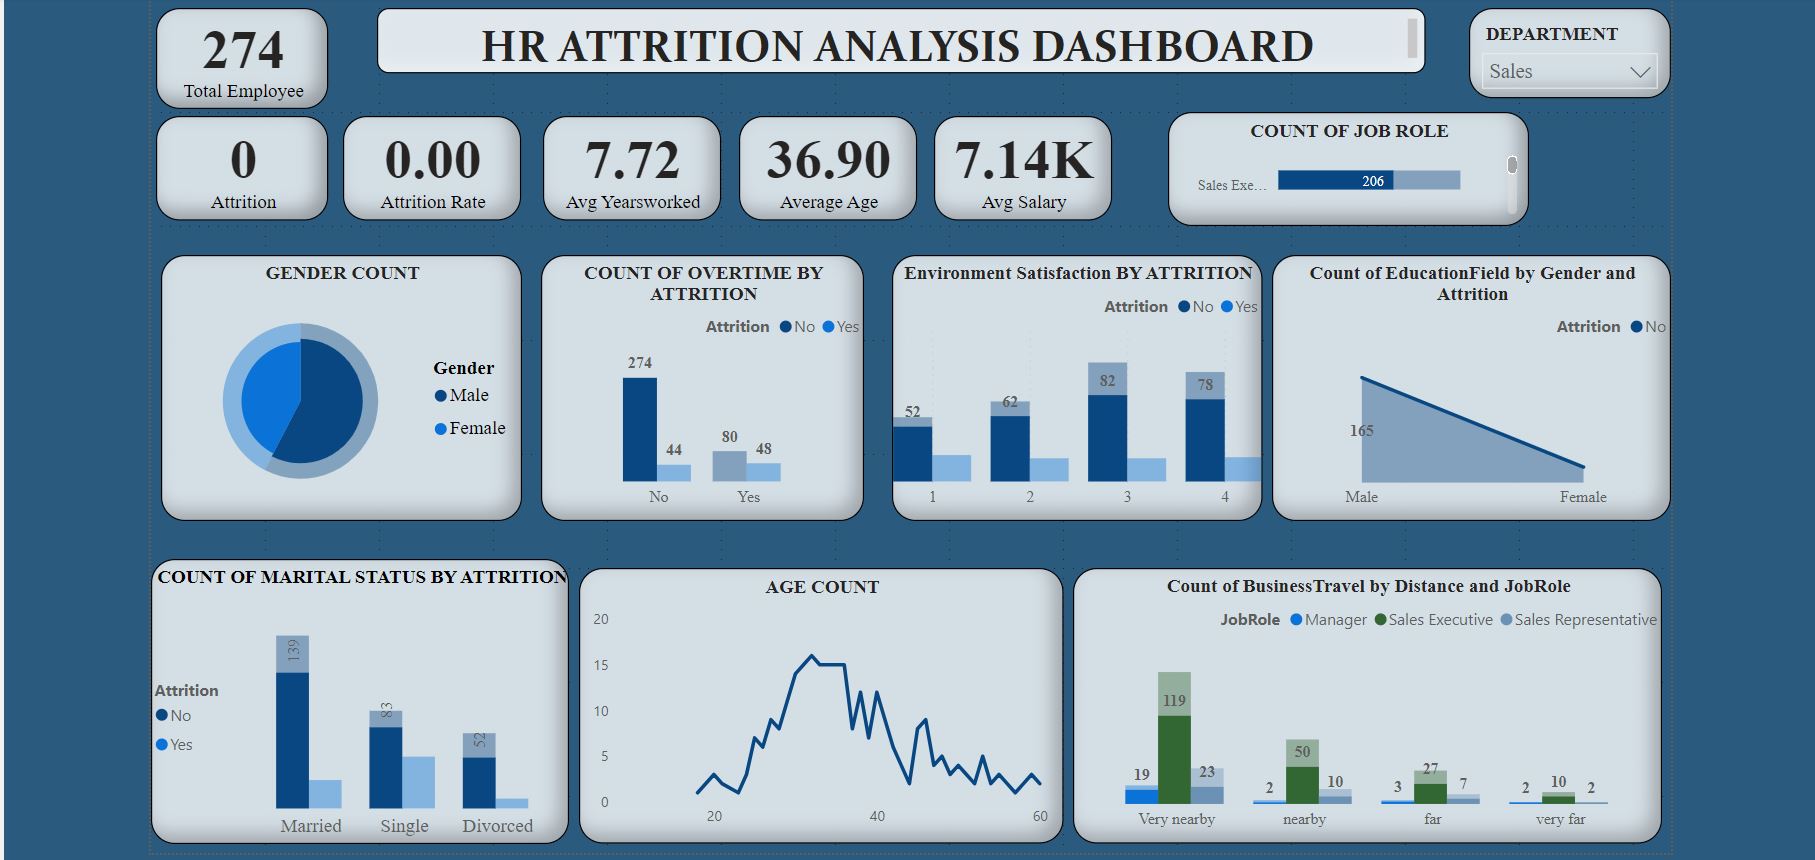 274
Total Employee
HR ATTRITION ANALYSIS DASHBOARD
DEPARTMENT
Sales
0
Attrition
0.00
Attrition Rate
7.72
Avg Yearsworked
36.90
Average Age
7.14K
Avg Salary
COUNT OF JOB ROLE
Sales Exe...
206
GENDER COUNT
Gender
Male
Female
COUNT OF OVERTIME BY
ATTRITION
Attrition No Yes
274
44
80
48
No Yes
Environment Satisfaction BY ATTRITION
Attrition No Yes
52
62
82
78
1 2 3 4
Count of EducationField by Gender and
Attrition
Attrition No
165
Male Female
COUNT OF MARITAL STATUS BY ATTRITION
Attrition
No
Yes
139
83
52
Married Single Divorced
AGE COUNT
20
15
10
5
0
20 40 60
Count of BusinessTravel by Distance and JobRole
JobRole Manager Sales Executive Sales Representative
19 119 23
2 50 10
3 27 7
2 10 2
Very nearby nearby far very far